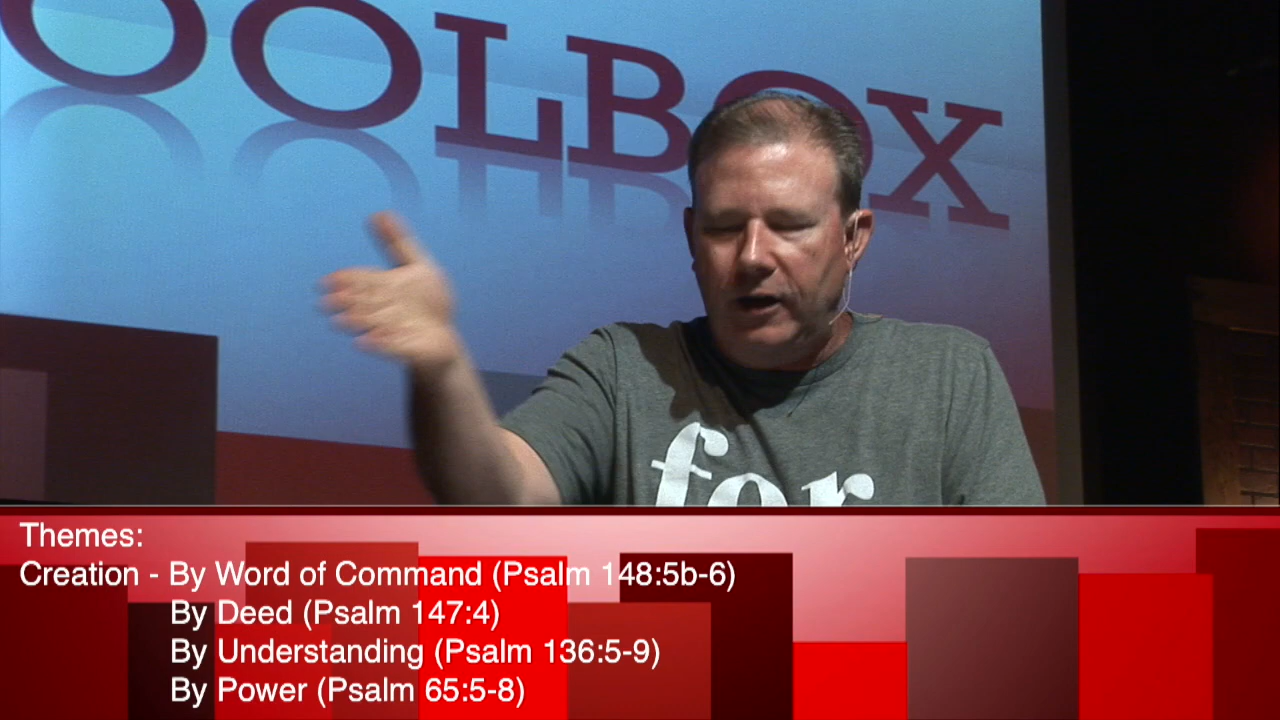 OOLBOX
for
Themes:
Creation - By Word of Command (Psalm 148:5b-6)
By Deed (Psalm 147:4)
By Understanding (Psalm 136:5-9)
By Power (Psalm 65:5-8)